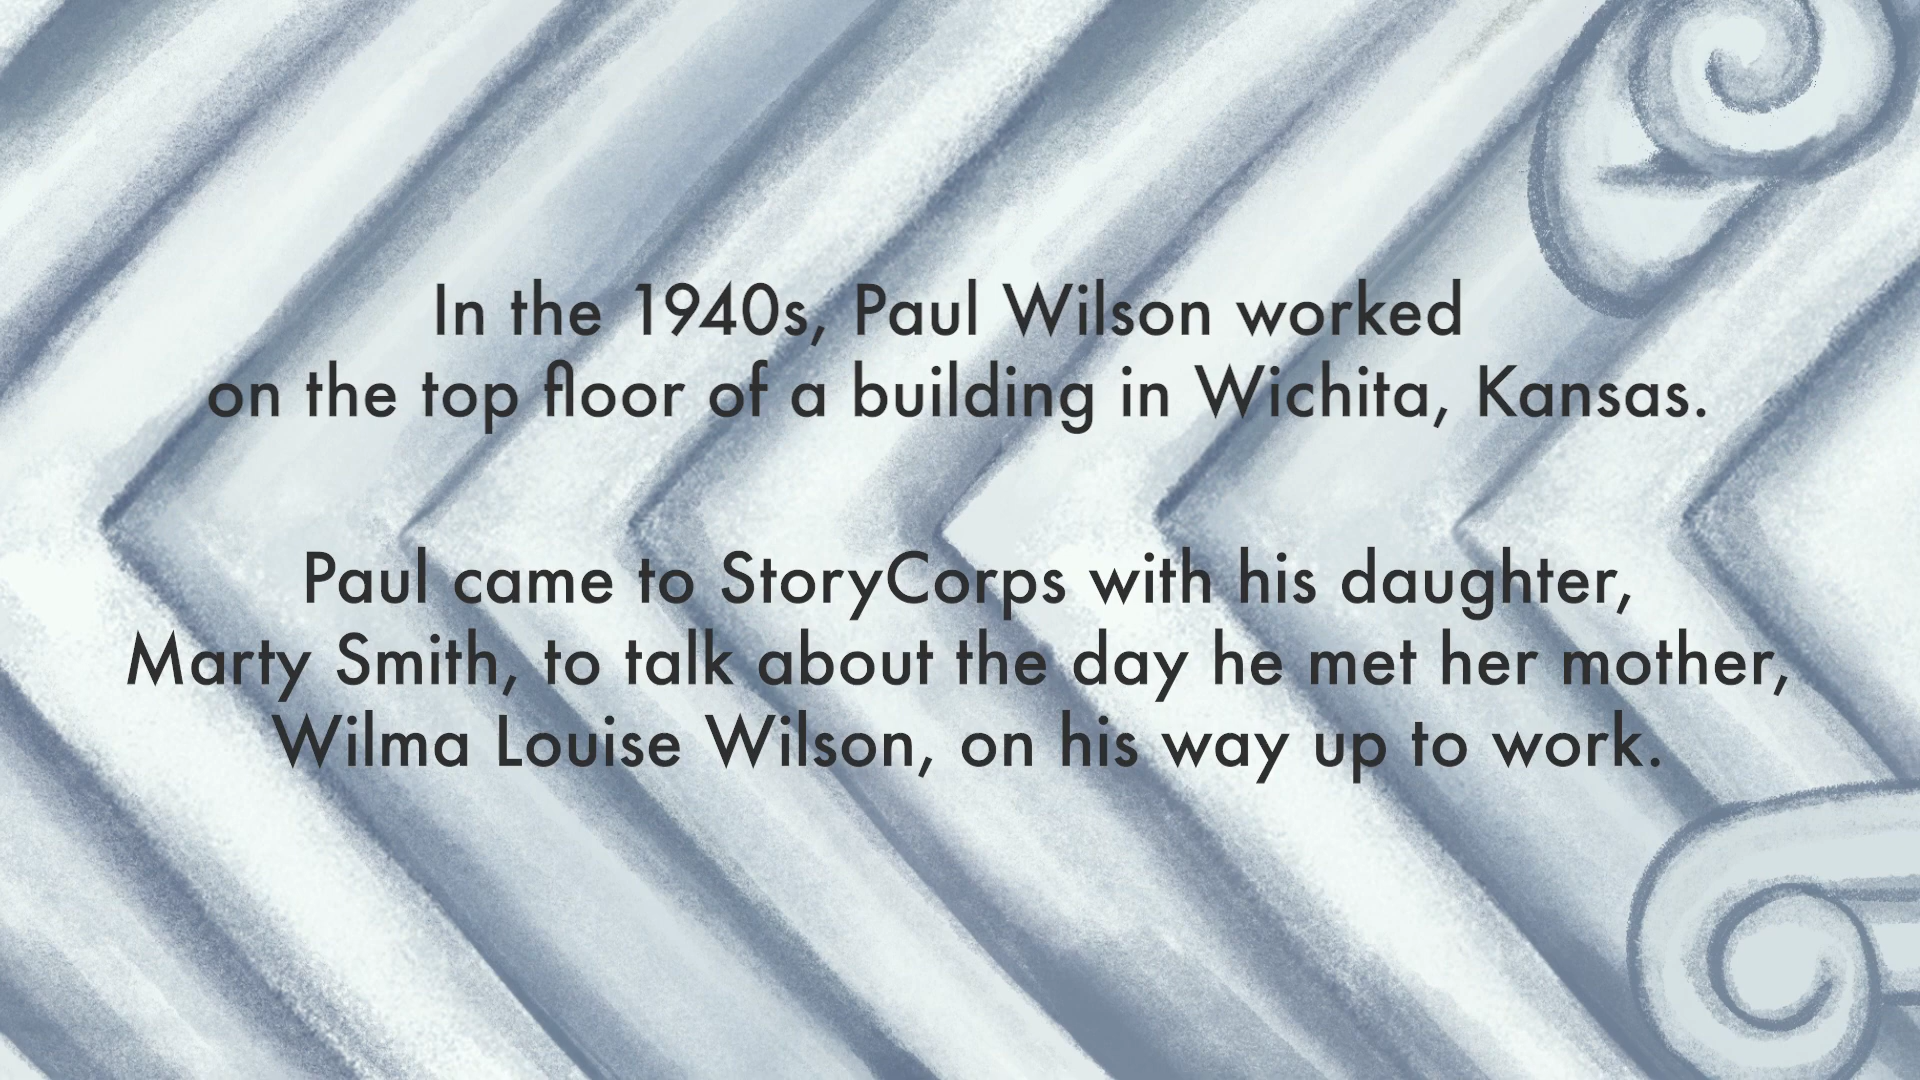 In the 1940s, Paul Wilson worked
on the top floor of a building in Wichita, Kansas.
Paul came to StoryCorps with his daughter,
Marty Smith, to talk about the day he met her mother,
Wilma Louise Wilson, on his way up to work.